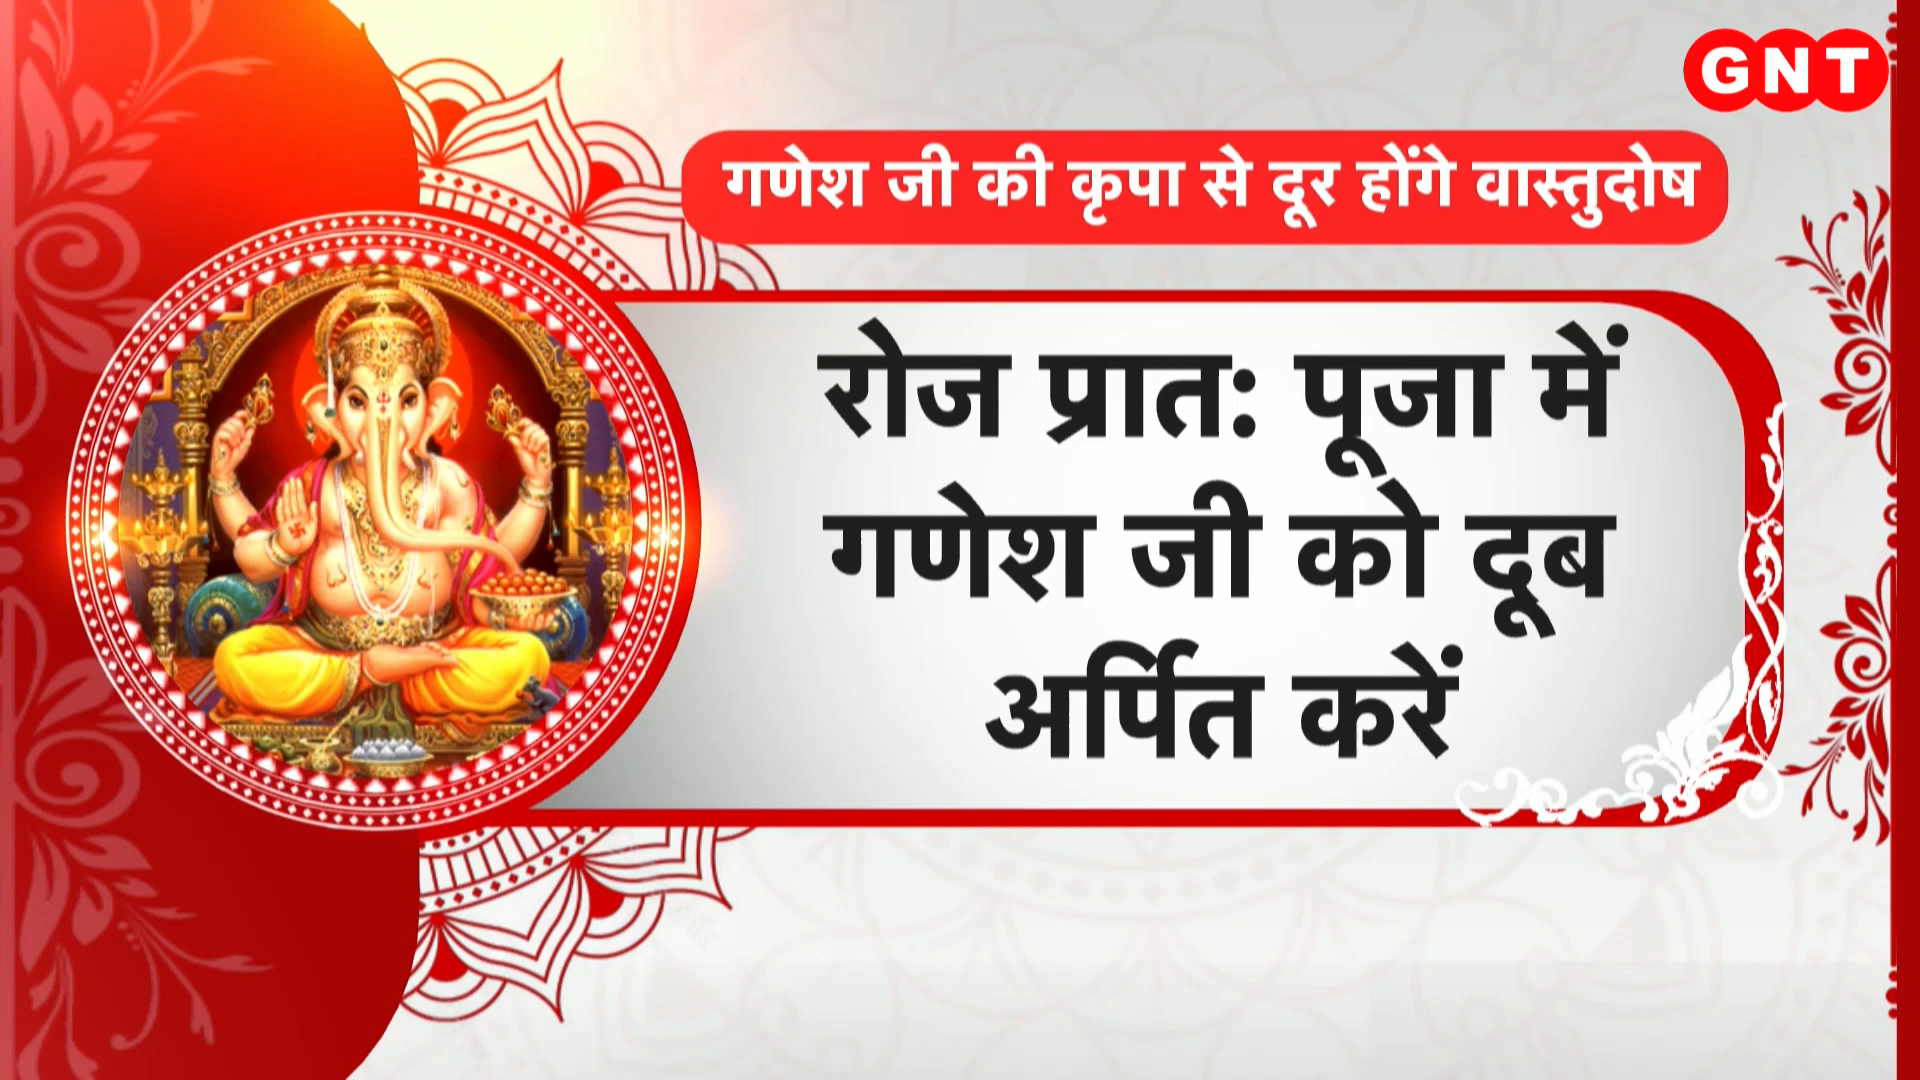 GNT
गणेश जी की कृपा से दूर होंगे वास्तुदोष
रोज प्रात: पूजा में
गणेश जी को दूब
अर्पित करें